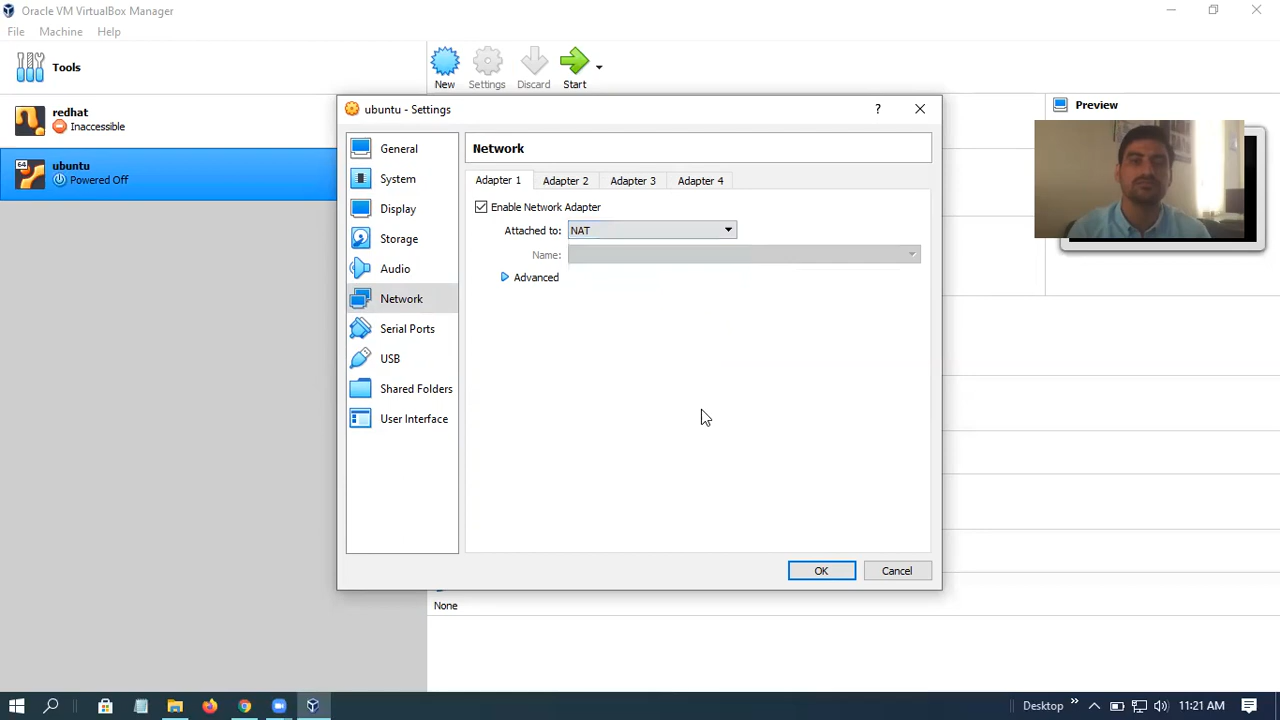 Oracle VM VirtualBox Manager
File Machine Help
Tools
New Settings Discard Start
redhat
Inaccessible
64
ubuntu
Powered Off
Preview
ubuntu - Settings
?
General
System
Display
Storage
Audio
Network
Serial Ports
USB
Shared Folders
User Interface
Network
Adapter 1 Adapter 2 Adapter 3 Adapter 4
Enable Network Adapter
Attached to: NAT
Name:
Advanced
OK Cancel
None
Desktop 11:21 AM